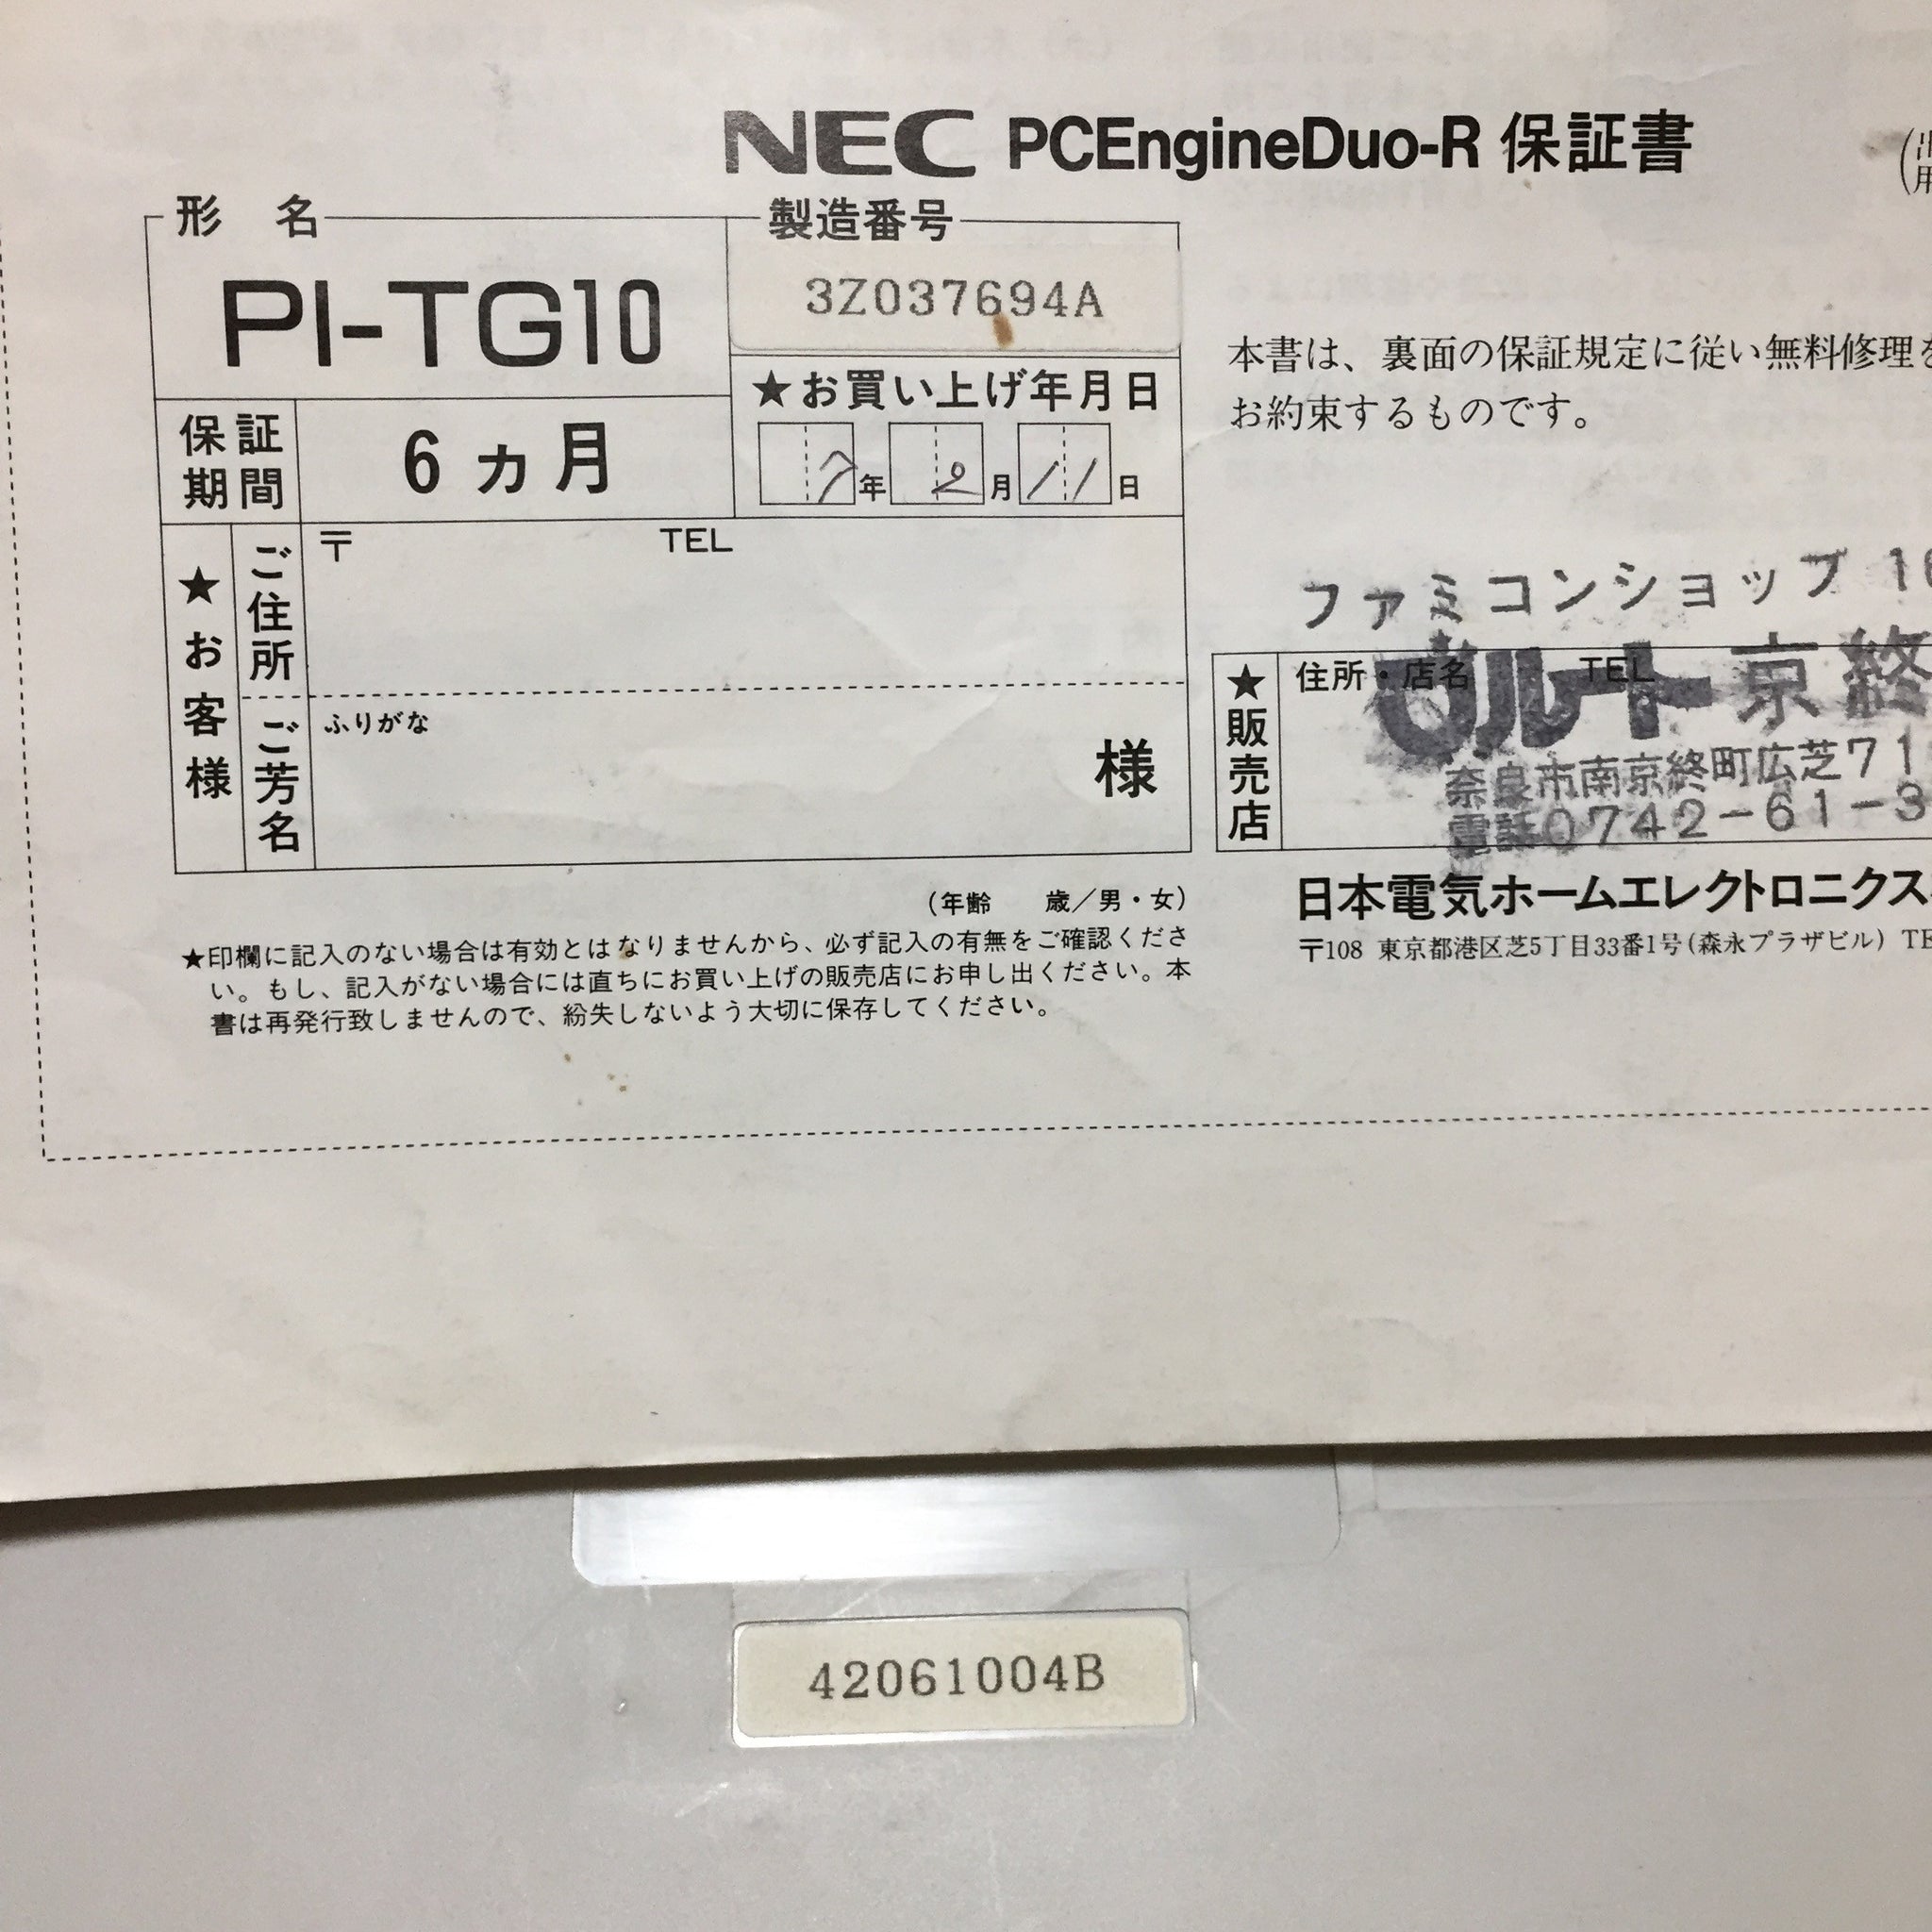 NEC PCEngineDuo-R 保証書
形 名
製造番号
PI-TG10
3Z037694A
保証期間
6ヵ月
★お買い上げ年月日
7年 2月 11日
本書は、裏面の保証規定に従い無料修理を
お約束するものです。
★お客様
ご住所
〒 TEL
ご芳名
ふりがな
様
(年齢 歳／男・女)
ファミコンショップ
★販売店
住所・店名 TEL
京終
奈良市南京終町広芝71
電話0742-61-3
日本電気ホームエレクトロニクス
〒108 東京都港区芝5丁目33番1号(森永プラザビル) TE
★印欄に記入のない場合は有効とはなりませんから、必ず記入の有無をご確認くださ
い。もし、記入がない場合には直ちにお買い上げの販売店にお申し出ください。本
書は再発行致しませんので、紛失しないよう大切に保存してください。
42061004B